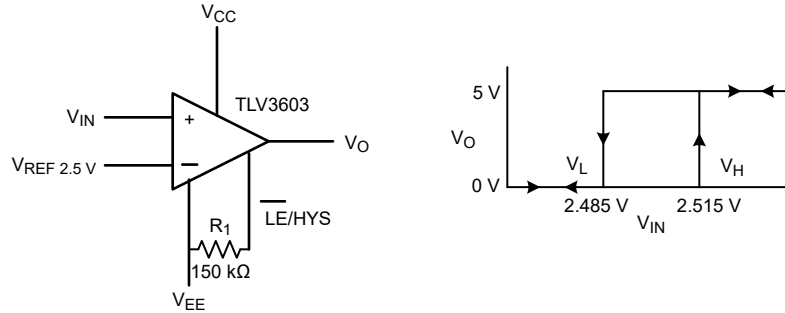 VCC
TLV3603
VIN
+
VREF 2.5 V
−
VO
LE/HYS
R1
150 kΩ
VEE
5 V
VO
VL
VH
0 V
2.485 V
2.515 V
VIN